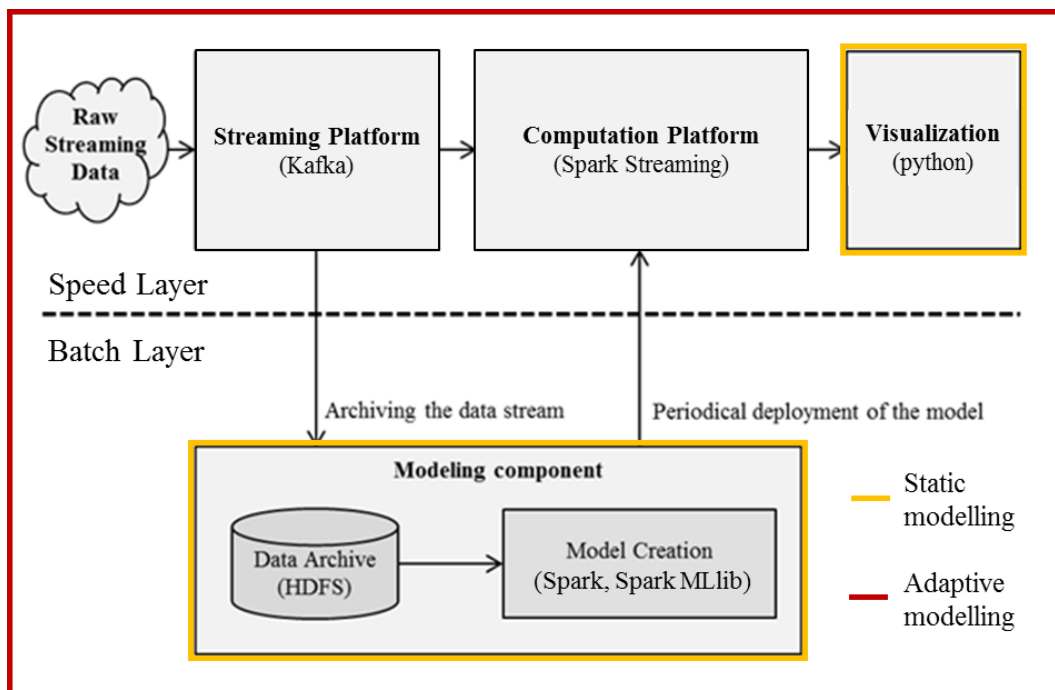 Raw
Streaming
Data
Streaming Platform
(Kafka)
Computation Platform
(Spark Streaming)
Visualization
(python)
Speed Layer
Batch Layer
Archiving the data stream
Periodical deployment of the model
Modeling component
Data Archive
(HDFS)
Model Creation
(Spark, Spark MLlib)
Static
modelling
Adaptive
modelling